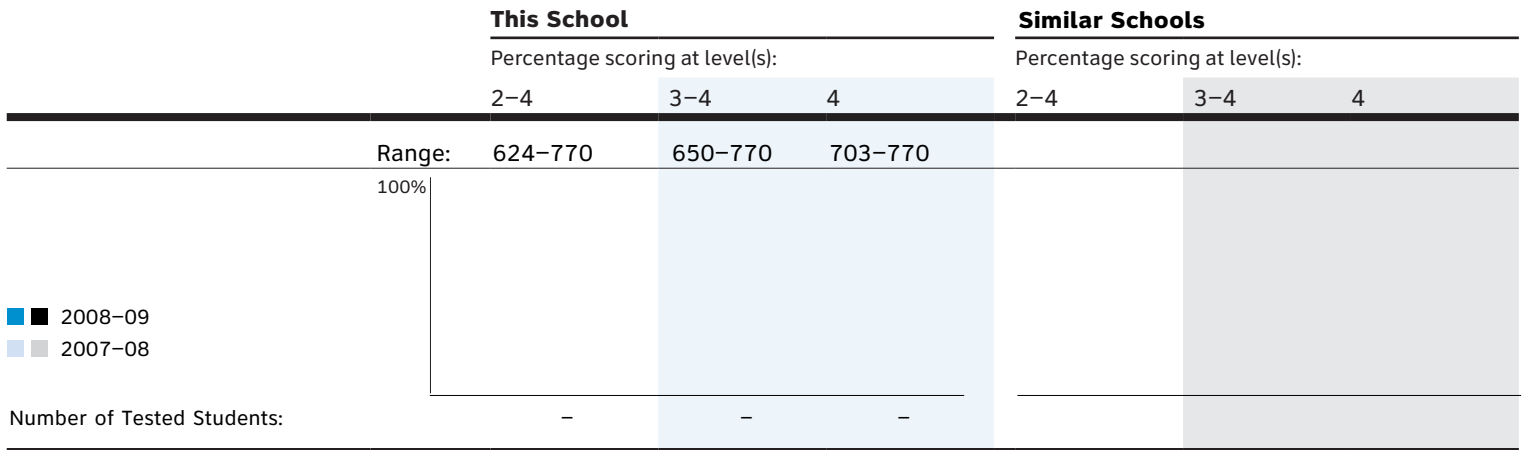 This School Similar Schools
Percentage scoring at level(s): Percentage scoring at level(s):
2–4 3–4 4 2–4 3–4 4
Range: 624–770 650–770 703–770
100%
2008–09
2007–08
Number of Tested Students: – – –